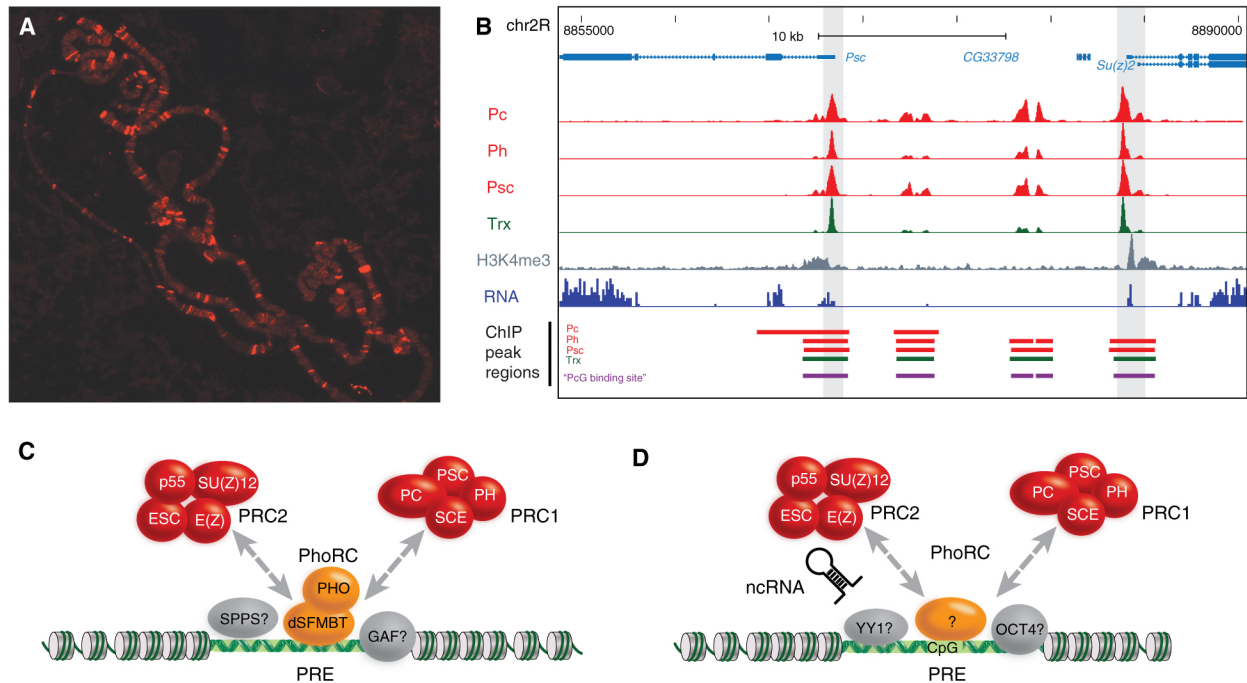 A
B
chr2R
8855000
8890000
10 kb
Psc
CG33798
Su(z)2
Pc
Ph
Psc
Trx
H3K4me3
RNA
ChIP
peak
regions
Pc
Ph
Psc
Trx
"PcG binding site"
C
p55
SU(Z)12
ESC
E(Z)
PRC2
PSC
PC
PH
SCE
PRC1
PhoRC
PHO
SPPS?
dSFMBT
GAF?
PRE
D
p55
SU(Z)12
ESC
E(Z)
PRC2
PSC
PC
PH
SCE
PRC1
PhoRC
ncRNA
YY1?
?
OCT4?
CpG
PRE